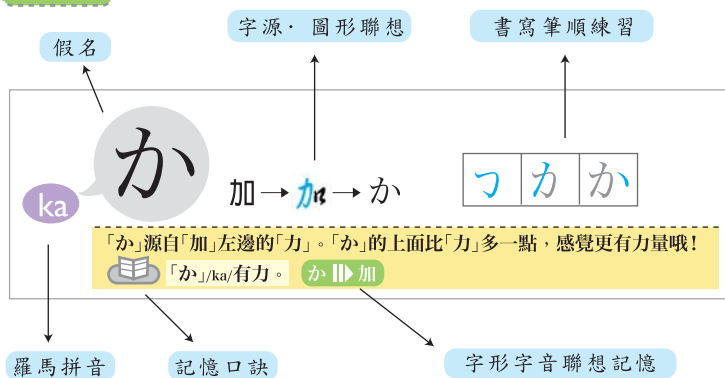 字源·圖形聯想
書寫筆順練習
假名
か
ka
加→加→か
つカか
「か」源自「加」左邊的「力」。「か」的上面比「力」多一點，感覺更有力量哦！
「か」/ka/有力。
か 加
羅馬拼音
記憶口訣
字形字音聯想記憶